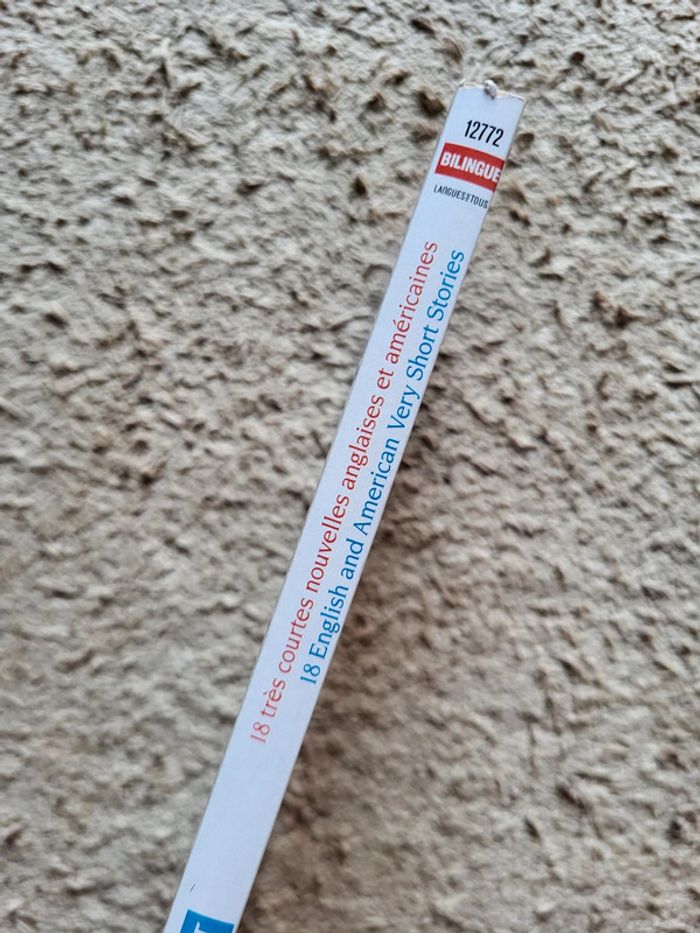 12772
BILINGUE
LANGUES POUR TOUS
18 très courtes nouvelles anglaises et américaines
18 English and American Very Short Stories
T